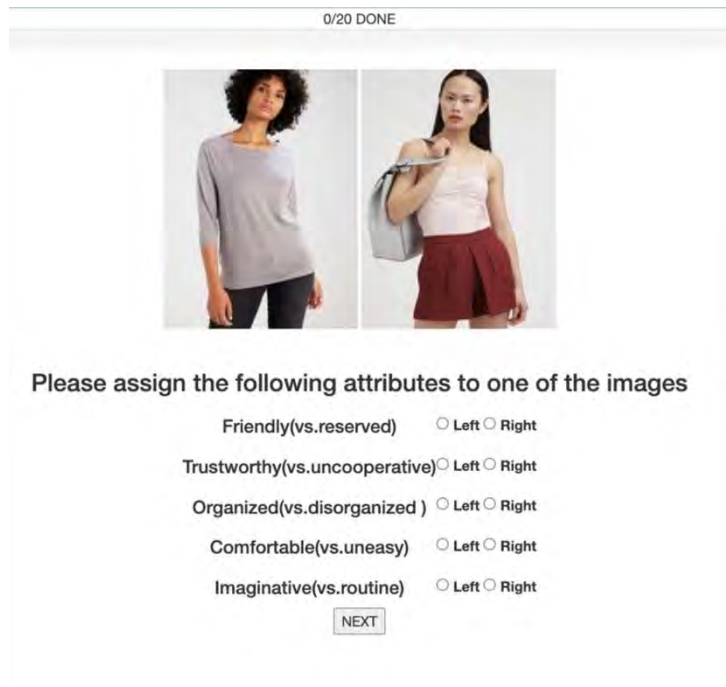 0/20 DONE
Please assign the following attributes to one of the images
Friendly(vs.reserved) Left Right
Trustworthy(vs.uncooperative) Left Right
Organized(vs.disorganized ) Left Right
Comfortable(vs.uneasy) Left Right
Imaginative(vs.routine) Left Right
NEXT